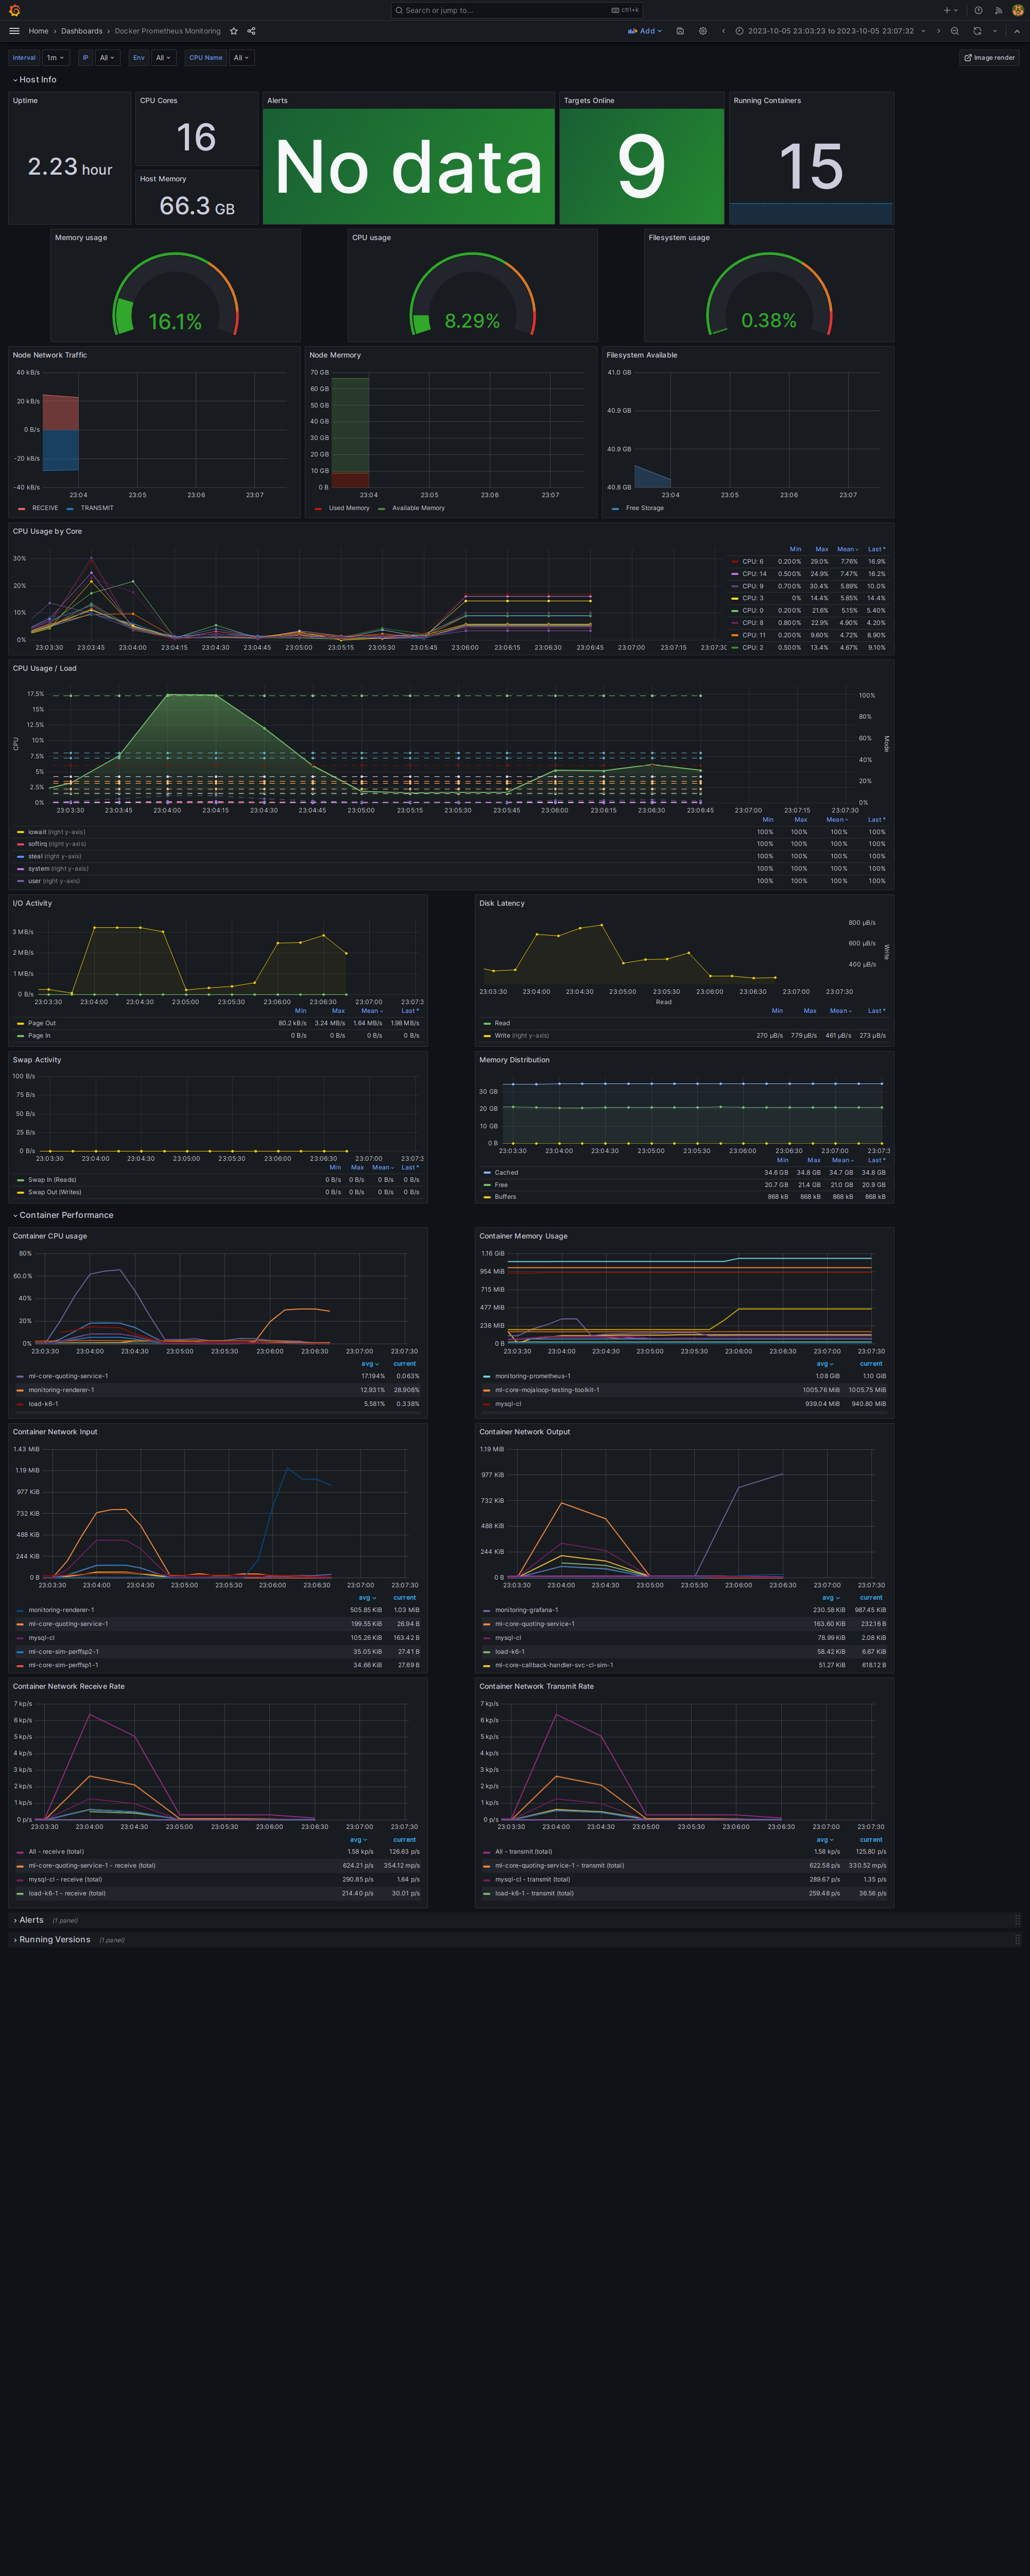 Search or jump to... ctrl+k
Home › Dashboards › Docker Prometheus Monitoring Add 2023-10-05 23:03:23 to 2023-10-05 23:07:32
Interval 1m IP All Env All CPU Name All Image render
Host Info
Uptime CPU Cores Alerts Targets Online Running Containers
2.23 hour 16 No data 9 15
Host Memory
66.3 GB
Memory usage CPU usage Filesystem usage
16.1% 8.29% 0.38%
Node Network Traffic
40 kB/s
20 kB/s
0 B/s
-20 kB/s
-40 kB/s
23:04 23:05 23:06 23:07
RECEIVE TRANSMIT
Node Mermory
70 GB
60 GB
50 GB
40 GB
30 GB
20 GB
10 GB
0 B
23:04 23:05 23:06 23:07
Used Memory Available Memory
Filesystem Available
41.0 GB
40.9 GB
40.9 GB
40.8 GB
23:04 23:05 23:06 23:07
Free Storage
CPU Usage by Core
30%
20%
10%
0%
23:03:30 23:03:45 23:04:00 23:04:15 23:04:30 23:04:45 23:05:00 23:05:15 23:05:30 23:05:45 23:06:00 23:06:15 23:06:30 23:06:45 23:07:00 23:07:15 23:07:30
Min Max Mean Last *
CPU: 6 0.200% 29.0% 7.76% 16.9%
CPU: 14 0.500% 24.9% 7.47% 16.2%
CPU: 9 0.700% 30.4% 5.89% 10.0%
CPU: 3 0% 14.4% 5.85% 14.4%
CPU: 0 0.200% 21.6% 5.15% 5.40%
CPU: 8 0.800% 22.9% 4.90% 4.20%
CPU: 11 0.200% 9.60% 4.72% 8.90%
CPU: 2 0.500% 13.4% 4.67% 9.10%
CPU Usage / Load
CPU
17.5%
15%
12.5%
10%
7.5%
5%
2.5%
0%
100%
80%
60%
40%
20%
0%
Mode
23:03:30 23:03:45 23:04:00 23:04:15 23:04:30 23:04:45 23:05:00 23:05:15 23:05:30 23:05:45 23:06:00 23:06:15 23:06:30 23:06:45 23:07:00 23:07:15 23:07:30
Min Max Mean Last *
iowait (right y-axis) 100% 100% 100% 100%
softirq (right y-axis) 100% 100% 100% 100%
steal (right y-axis) 100% 100% 100% 100%
system (right y-axis) 100% 100% 100% 100%
user (right y-axis) 100% 100% 100% 100%
I/O Activity
3 MB/s
2 MB/s
1 MB/s
0 B/s
23:03:30 23:04:00 23:04:30 23:05:00 23:05:30 23:06:00 23:06:30 23:07:00 23:07:3
Min Max Mean Last *
Page Out 80.2 kB/s 3.24 MB/s 1.64 MB/s 1.98 MB/s
Page In 0 B/s 0 B/s 0 B/s 0 B/s
Disk Latency
800 µB/s
600 µB/s
400 µB/s
Write
23:03:30 23:04:00 23:04:30 23:05:00 23:05:30 23:06:00 23:06:30 23:07:00 23:07:30
Read
Min Max Mean Last *
Read
Write (right y-axis) 270 µB/s 779 µB/s 461 µB/s 273 µB/s
Swap Activity
100 B/s
75 B/s
50 B/s
25 B/s
0 B/s
23:03:30 23:04:00 23:04:30 23:05:00 23:05:30 23:06:00 23:06:30 23:07:00 23:07:3
Min Max Mean Last *
Swap In (Reads) 0 B/s 0 B/s 0 B/s 0 B/s
Swap Out (Writes) 0 B/s 0 B/s 0 B/s 0 B/s
Memory Distribution
30 GB
20 GB
10 GB
0 B
23:03:30 23:04:00 23:04:30 23:05:00 23:05:30 23:06:00 23:06:30 23:07:00 23:07:3
Min Max Mean Last *
Cached 34.6 GB 34.8 GB 34.7 GB 34.8 GB
Free 20.7 GB 21.4 GB 21.0 GB 20.9 GB
Buffers 868 kB 868 kB 868 kB 868 kB
Container Performance
Container CPU usage
80%
60.0%
40%
20%
0%
23:03:30 23:04:00 23:04:30 23:05:00 23:05:30 23:06:00 23:06:30 23:07:00 23:07:30
avg current
ml-core-quoting-service-1 17.194% 0.063%
monitoring-renderer-1 12.931% 28.906%
load-k6-1 5.581% 0.338%
Container Memory Usage
1.16 GiB
954 MiB
715 MiB
477 MiB
238 MiB
0 B
23:03:30 23:04:00 23:04:30 23:05:00 23:05:30 23:06:00 23:06:30 23:07:00 23:07:30
avg current
monitoring-prometheus-1 1.08 GiB 1.10 GiB
ml-core-mojaloop-testing-toolkit-1 1005.76 MiB 1005.75 MiB
mysql-cl 939.04 MiB 940.80 MiB
Container Network Input
1.43 MiB
1.19 MiB
977 KiB
732 KiB
488 KiB
244 KiB
0 B
23:03:30 23:04:00 23:04:30 23:05:00 23:05:30 23:06:00 23:06:30 23:07:00 23:07:30
avg current
monitoring-renderer-1 505.85 KiB 1.03 MiB
ml-core-quoting-service-1 199.55 KiB 26.94 B
mysql-cl 105.26 KiB 163.42 B
ml-core-sim-perffsp2-1 35.05 KiB 27.41 B
ml-core-sim-perffsp1-1 34.66 KiB 27.69 B
Container Network Output
1.19 MiB
977 KiB
732 KiB
488 KiB
244 KiB
0 B
23:03:30 23:04:00 23:04:30 23:05:00 23:05:30 23:06:00 23:06:30 23:07:00 23:07:30
avg current
monitoring-grafana-1 230.58 KiB 987.45 KiB
ml-core-quoting-service-1 163.60 KiB 232.16 B
mysql-cl 78.99 KiB 2.08 KiB
load-k6-1 58.42 KiB 6.67 KiB
ml-core-callback-handler-svc-cl-sim-1 51.27 KiB 618.12 B
Container Network Receive Rate
7 kp/s
6 kp/s
5 kp/s
4 kp/s
3 kp/s
2 kp/s
1 kp/s
0 p/s
23:03:30 23:04:00 23:04:30 23:05:00 23:05:30 23:06:00 23:06:30 23:07:00 23:07:30
avg current
All - receive (total) 1.58 kp/s 126.63 p/s
ml-core-quoting-service-1 - receive (total) 624.21 p/s 354.12 mp/s
mysql-cl - receive (total) 290.85 p/s 1.64 p/s
load-k6-1 - receive (total) 214.40 p/s 30.01 p/s
Container Network Transmit Rate
7 kp/s
6 kp/s
5 kp/s
4 kp/s
3 kp/s
2 kp/s
1 kp/s
0 p/s
23:03:30 23:04:00 23:04:30 23:05:00 23:05:30 23:06:00 23:06:30 23:07:00 23:07:30
avg current
All - transmit (total) 1.58 kp/s 125.80 p/s
ml-core-quoting-service-1 - transmit (total) 622.58 p/s 330.52 mp/s
mysql-cl - transmit (total) 289.67 p/s 1.35 p/s
load-k6-1 - transmit (total) 259.48 p/s 36.56 p/s
Alerts (1 panel)
Running Versions (1 panel)